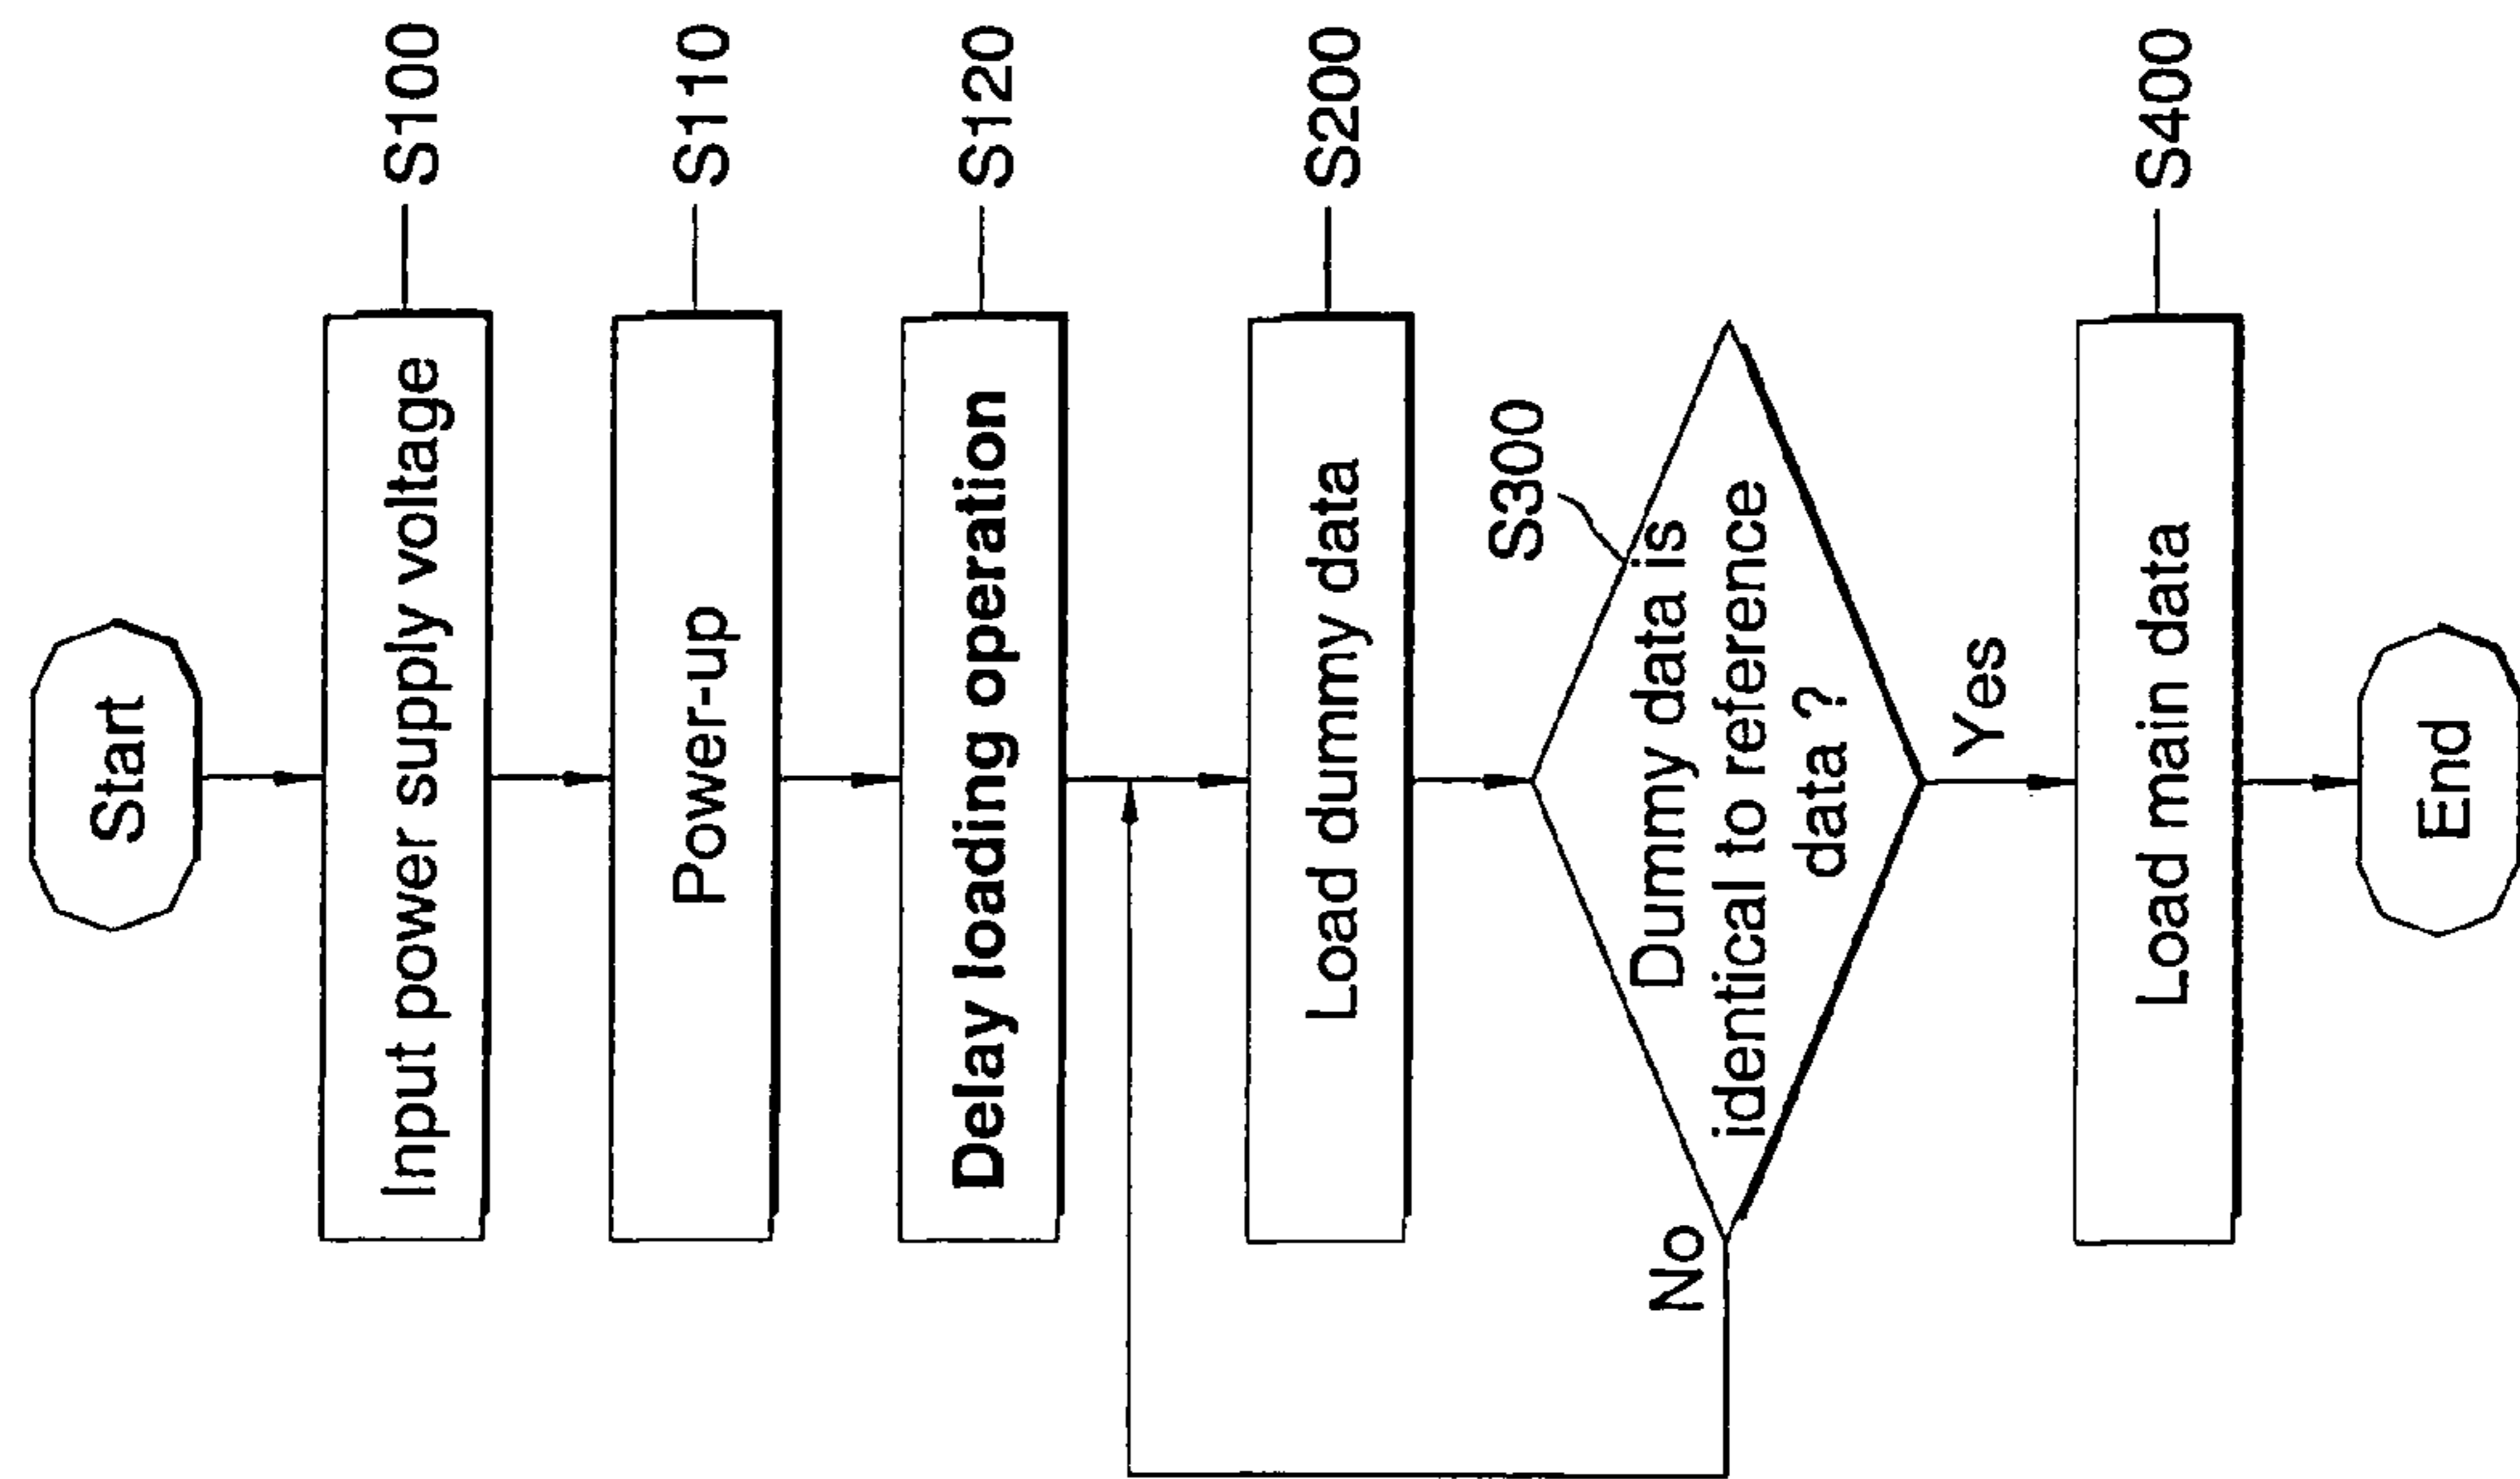 Start
Input power supply voltage
S100
Power-up
S110
Delay loading operation
S120
Load dummy data
S200
S300
Dummy data is
identical to reference
data ?
No
Yes
Load main data
S400
End